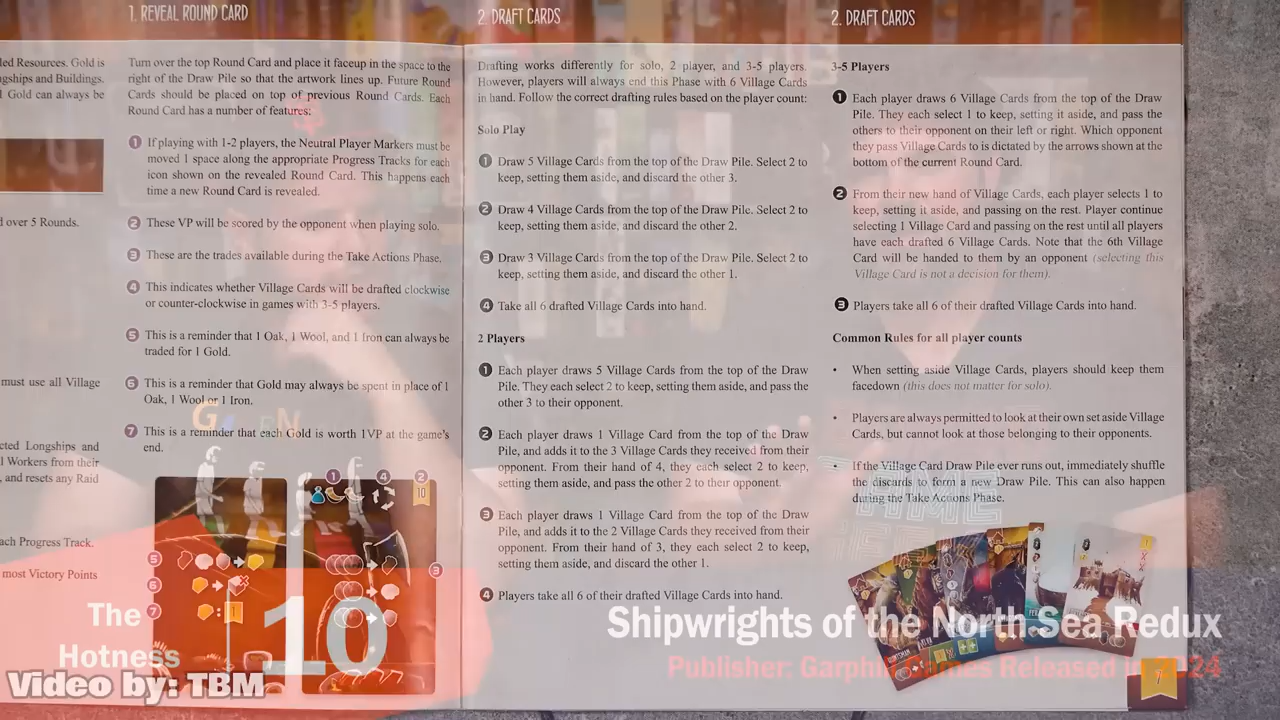 1. REVEAL ROUND CARD
2. DRAFT CARDS
2. DRAFT CARDS
led Resources. Gold is
ngships and Buildings.
Gold can always be
d over 5 Rounds.
must use all Village
cted Longships and
l Workers from their
, and resets any Raid
ach Progress Track.
most Victory Points
Turn over the top Round Card and place it faceup in the space to the
right of the Draw Pile so that the artwork lines up. Future Round
Cards should be placed on top of previous Round Cards. Each
Round Card has a number of features:
1 If playing with 1-2 players, the Neutral Player Markers must be
moved 1 space along the appropriate Progress Tracks for each
icon shown on the revealed Round Card. This happens each
time a new Round Card is revealed.
2 These VP will be scored by the opponent when playing solo.
3 These are the trades available during the Take Actions Phase.
4 This indicates whether Village Cards will be drafted clockwise
or counter-clockwise in games with 3-5 players.
5 This is a reminder that 1 Oak, 1 Wool, and 1 Iron can always be
traded for 1 Gold.
6 This is a reminder that Gold may always be spent in place of 1
Oak, 1 Wool or 1 Iron.
7 This is a reminder that each Gold is worth 1VP at the game's
end.
1 4 2
10
5
3
6
7
1
Drafting works differently for solo, 2 player, and 3-5 players.
However, players will always end this Phase with 6 Village Cards
in hand. Follow the correct drafting rules based on the player count:
Solo Play
1 Draw 5 Village Cards from the top of the Draw Pile. Select 2 to
keep, setting them aside, and discard the other 3.
2 Draw 4 Village Cards from the top of the Draw Pile. Select 2 to
keep, setting them aside, and discard the other 2.
3 Draw 3 Village Cards from the top of the Draw Pile. Select 2 to
keep, setting them aside, and discard the other 1.
4 Take all 6 drafted Village Cards into hand.
2 Players
1 Each player draws 5 Village Cards from the top of the Draw
Pile. They each select 2 to keep, setting them aside, and pass the
other 3 to their opponent.
2 Each player draws 1 Village Card from the top of the Draw
Pile, and adds it to the 3 Village Cards they received from their
opponent. From their hand of 4, they each select 2 to keep,
setting them aside, and pass the other 2 to their opponent.
3 Each player draws 1 Village Card from the top of the Draw
Pile, and adds it to the 2 Village Cards they received from their
opponent. From their hand of 3, they each select 2 to keep,
setting them aside, and discard the other 1.
4 Players take all 6 of their drafted Village Cards into hand.
3-5 Players
1 Each player draws 6 Village Cards from the top of the Draw
Pile. They each select 1 to keep, setting it aside, and pass the
others to their opponent on their left or right. Which opponent
they pass Village Cards to is dictated by the arrows shown at the
bottom of the current Round Card.
2 From their new hand of Village Cards, each player selects 1 to
keep, setting it aside, and passing on the rest. Player continue
selecting 1 Village Card and passing on the rest until all players
have each drafted 6 Village Cards. Note that the 6th Village
Card will be handed to them by an opponent (selecting this
Village Card is not a decision for them).
3 Players take all 6 of their drafted Village Cards into hand.
Common Rules for all player counts
• When setting aside Village Cards, players should keep them
facedown (this does not matter for solo).
• Players are always permitted to look at their own set aside Village
Cards, but cannot look at those belonging to their opponents.
• If the Village Card Draw Pile ever runs out, immediately shuffle
the discards to form a new Draw Pile. This can also happen
during the Take Actions Phase.
7
The
Hotness
10
Video by: TBM
Shipwrights of the North Sea Redux
Publisher: Garphill Games Released in 2024